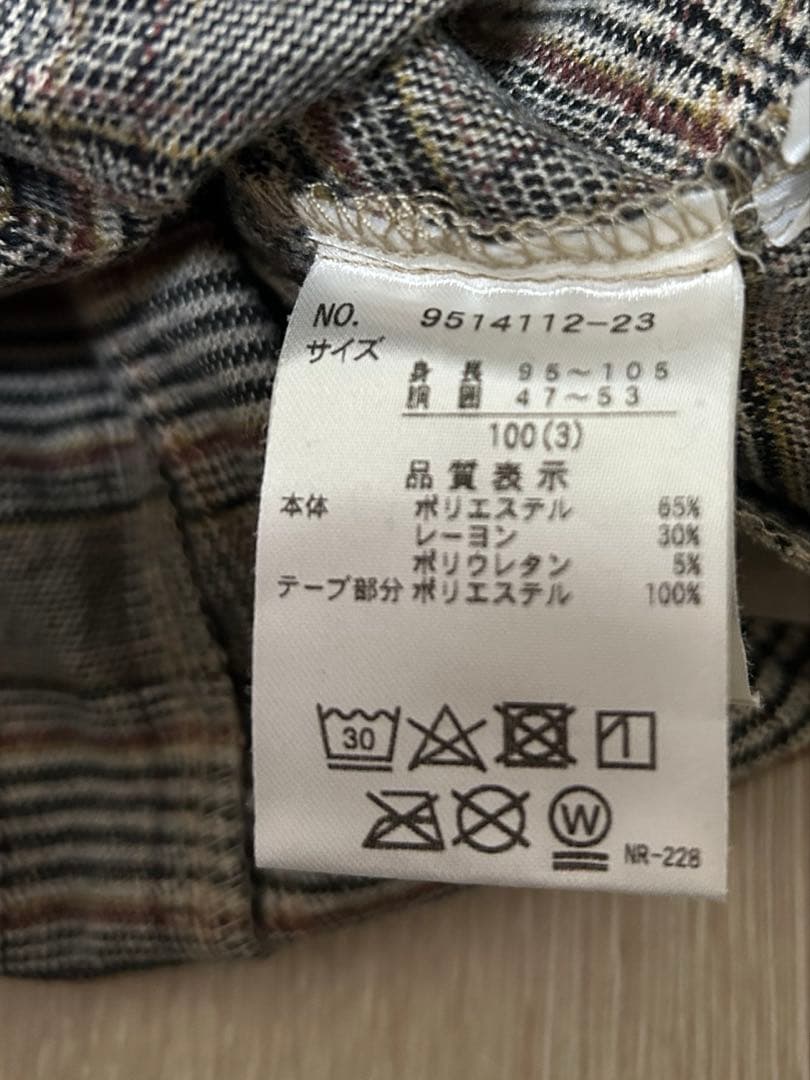 NO. 9514112-23
サイズ
身長 95～105
胴囲 47～53
100(3)
品質表示
本体 ポリエステル 65%
レーヨン 30%
ポリウレタン 5%
テープ部分 ポリエステル 100%
30
W
NR-228